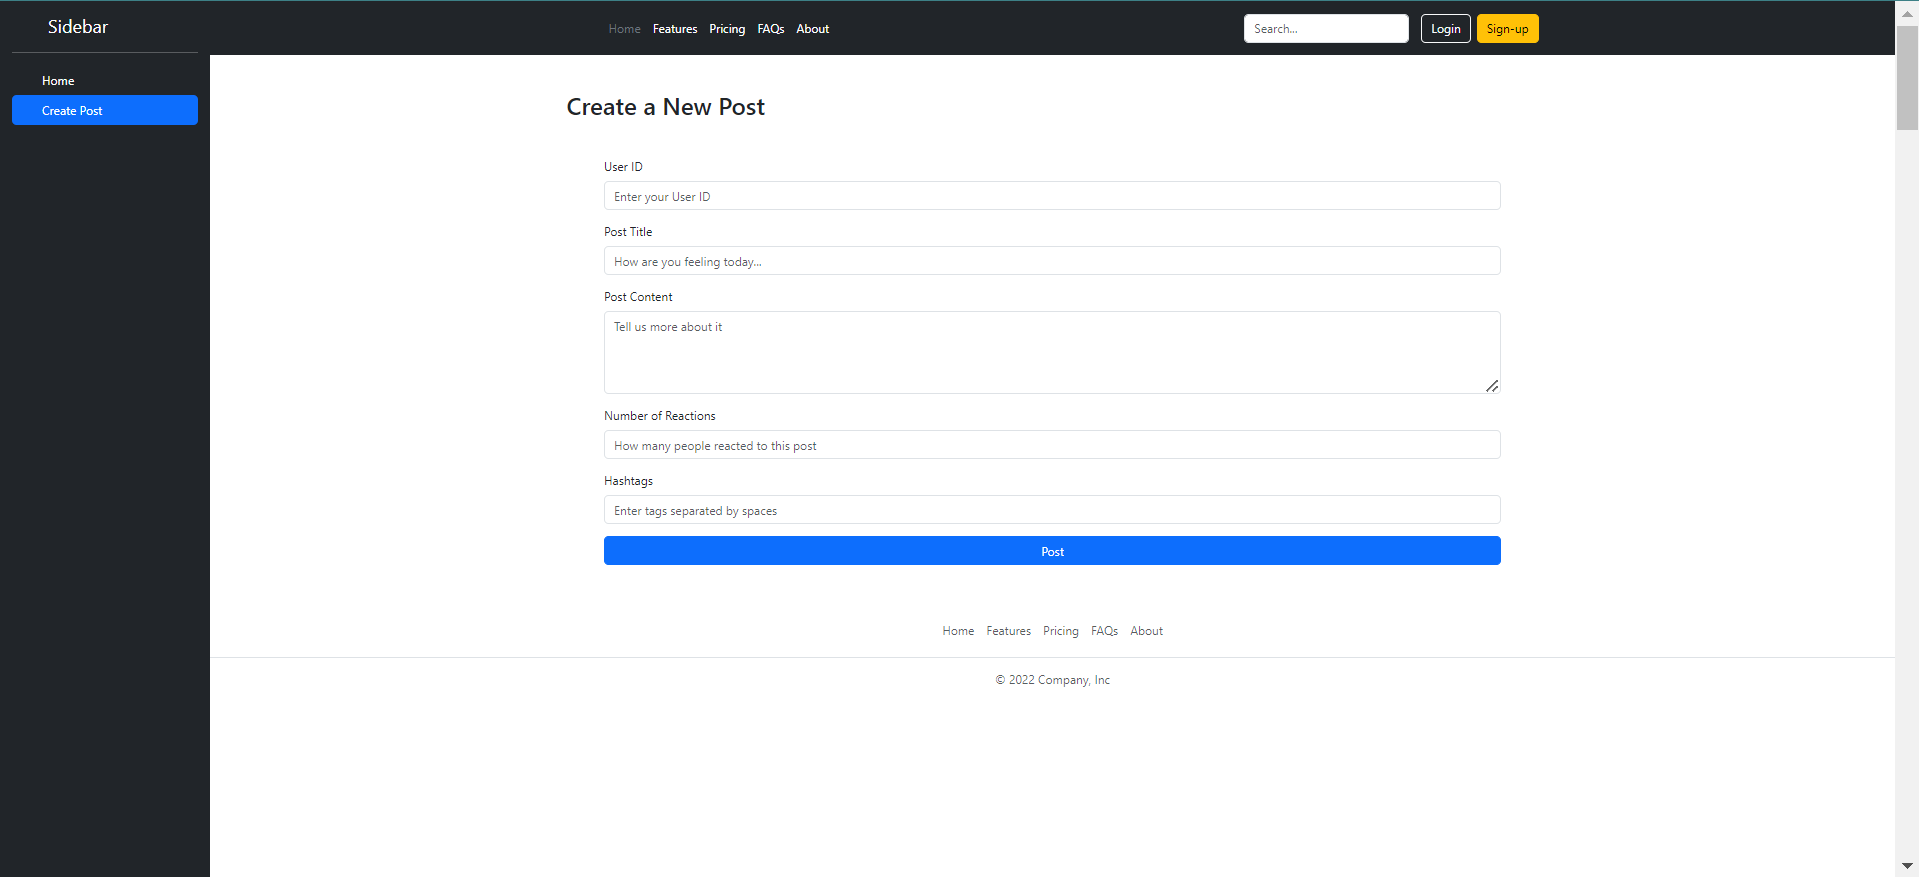 Sidebar
Home
Create Post
Home Features Pricing FAQs About
Search...
Login
Sign-up
Create a New Post
User ID
Enter your User ID
Post Title
How are you feeling today...
Post Content
Tell us more about it
Number of Reactions
How many people reacted to this post
Hashtags
Enter tags separated by spaces
Post
Home Features Pricing FAQs About
© 2022 Company, Inc